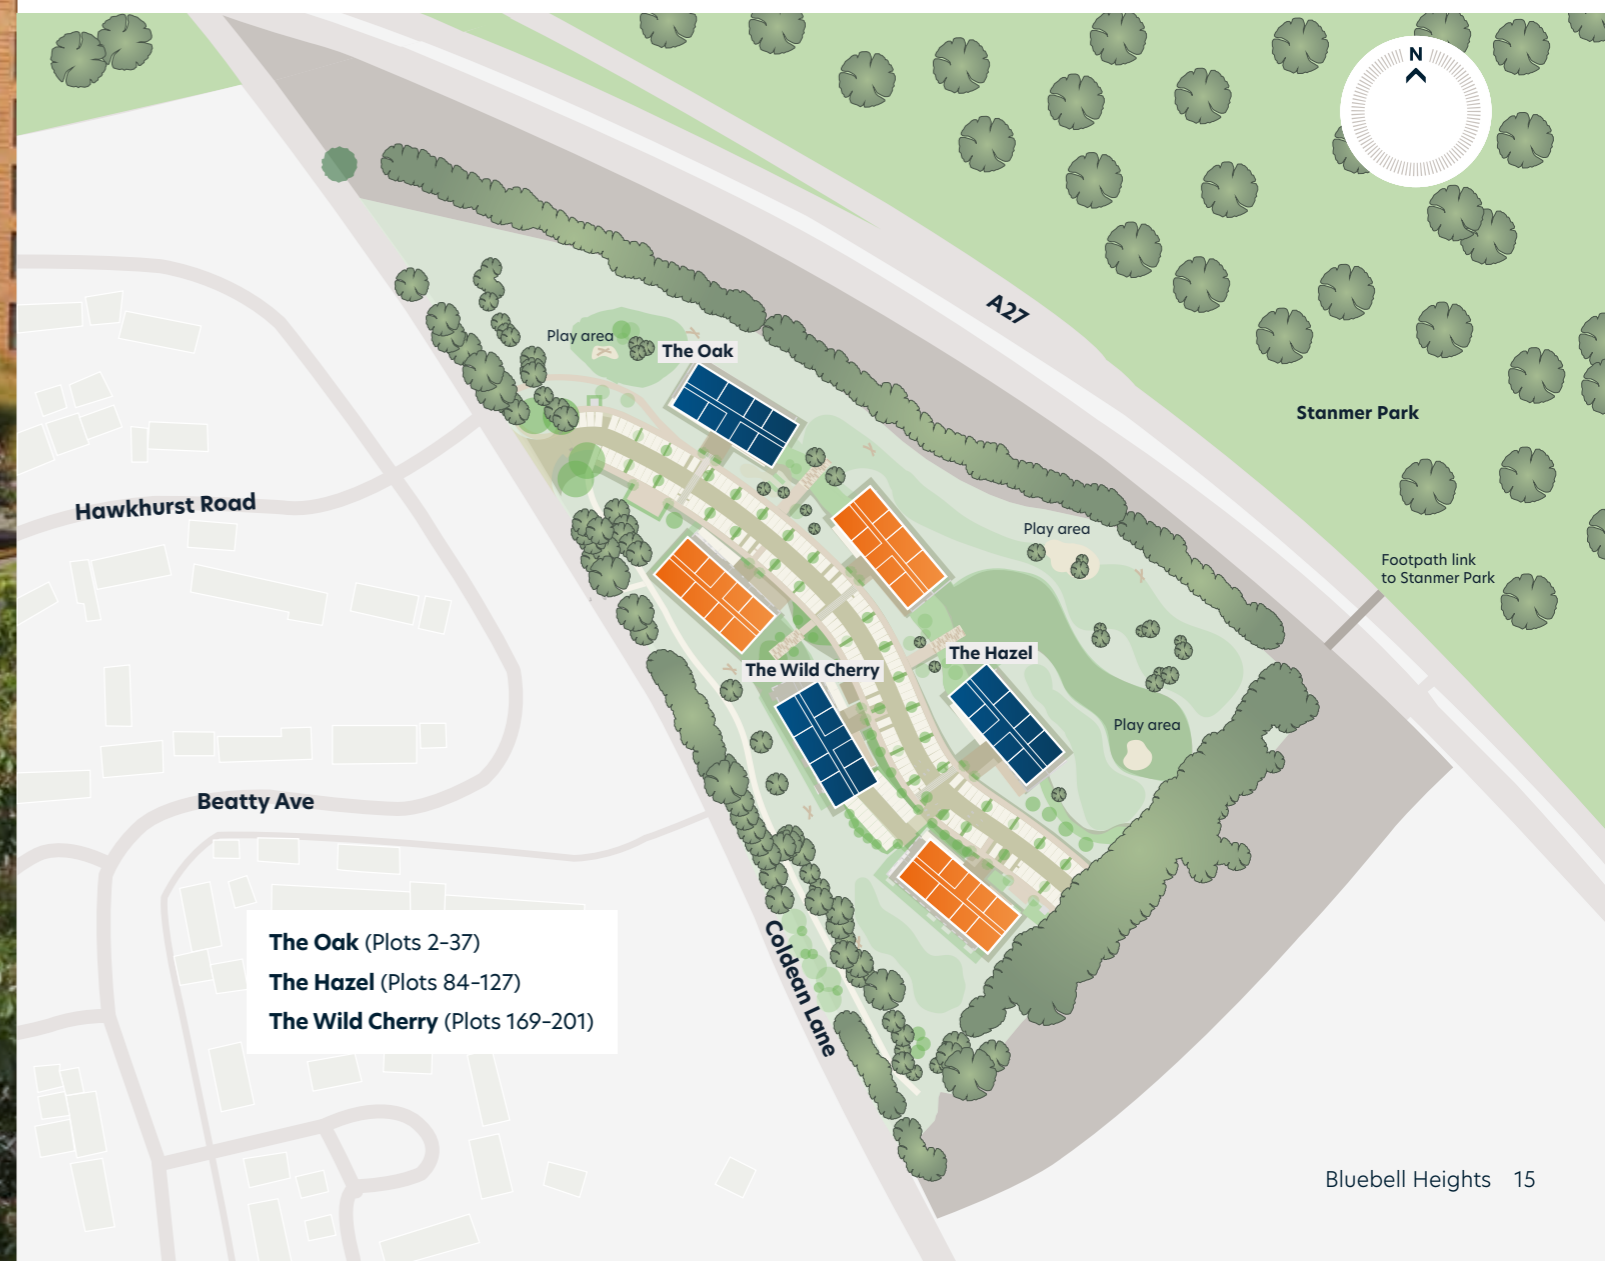 N
A27
Stanmer Park
Play area
The Oak
Hawkhurst Road
Play area
Footpath link
to Stanmer Park
The Hazel
The Wild Cherry
Play area
Beatty Ave
Coldean Lane
The Oak (Plots 2–37)
The Hazel (Plots 84–127)
The Wild Cherry (Plots 169–201)
Bluebell Heights 15